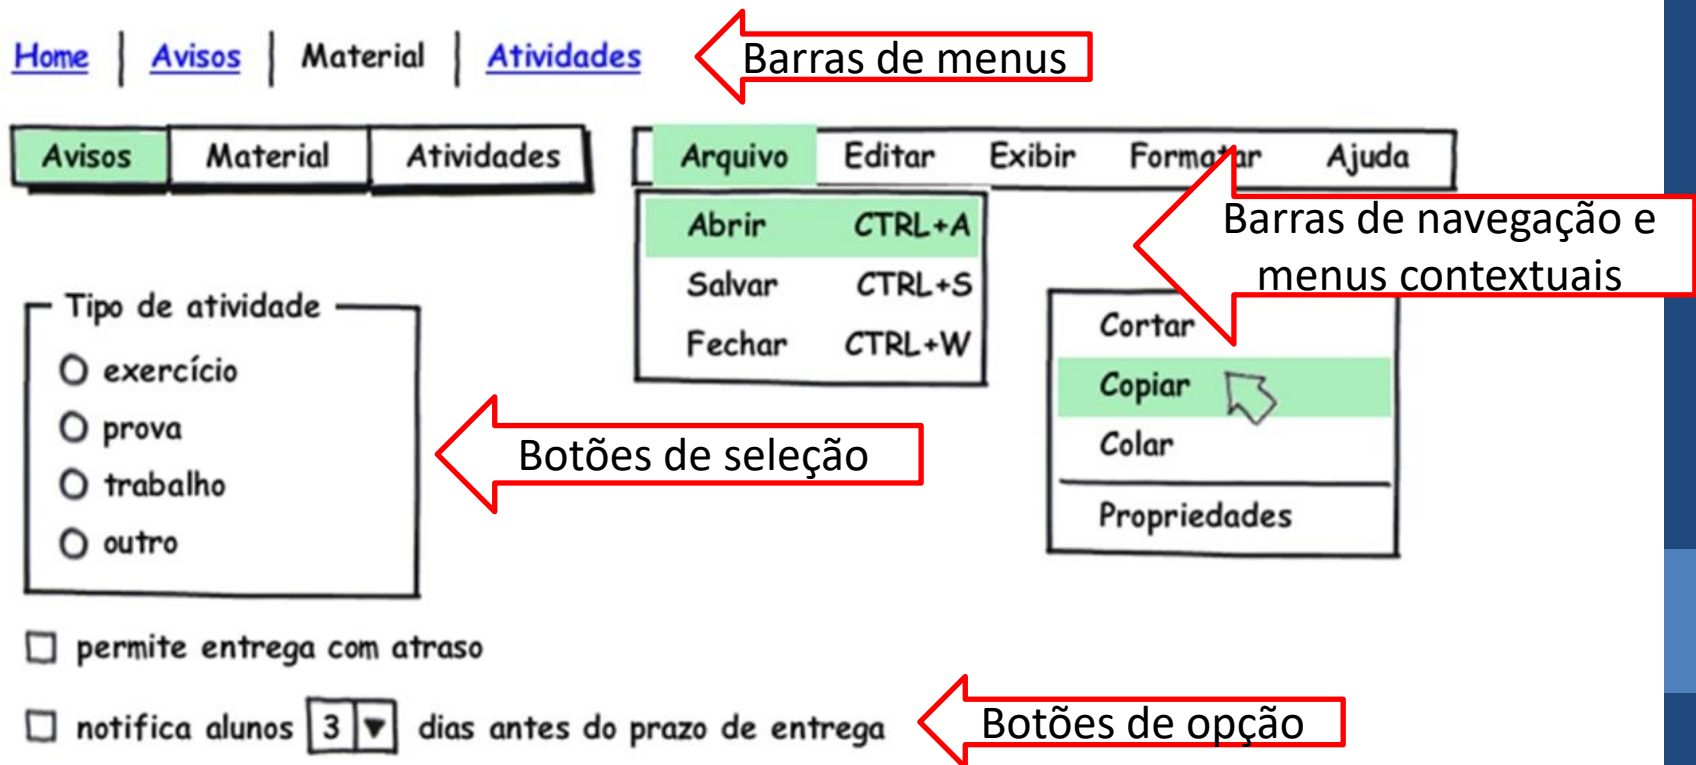 Home | Avisos | Material | Atividades
Barras de menus
Avisos Material Atividades
Arquivo Editar Exibir Formatar Ajuda
Abrir CTRL+A
Salvar CTRL+S
Fechar CTRL+W
Barras de navegação e
menus contextuais
Cortar
Copiar
Colar
Propriedades
Tipo de atividade
exercício
prova
trabalho
outro
Botões de seleção
permite entrega com atraso
notifica alunos 3 dias antes do prazo de entrega
Botões de opção